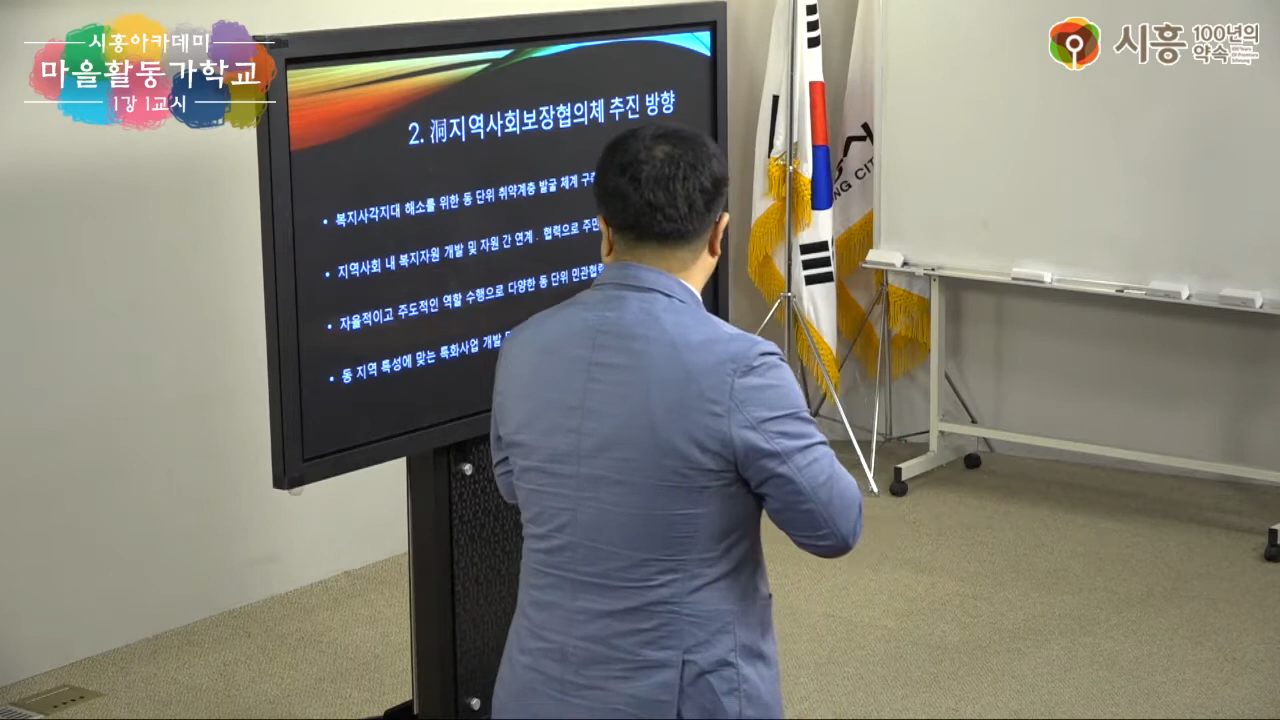 시흥아카데미
마을활동가학교
1강 1교시
시흥 100년의
약속
2. 洞지역사회보장협의체 추진 방향
• 복지사각지대 해소를 위한 동 단위 취약계층 발굴 체계
• 지역사회 내 복지자원 개발 및 자원 간 연계 . 협력으로
• 자율적이고 주도적인 역할 수행으로 다양한 동 단위 민관협력
• 동 지역 특성에 맞는 특화사업 개발
NG CIT